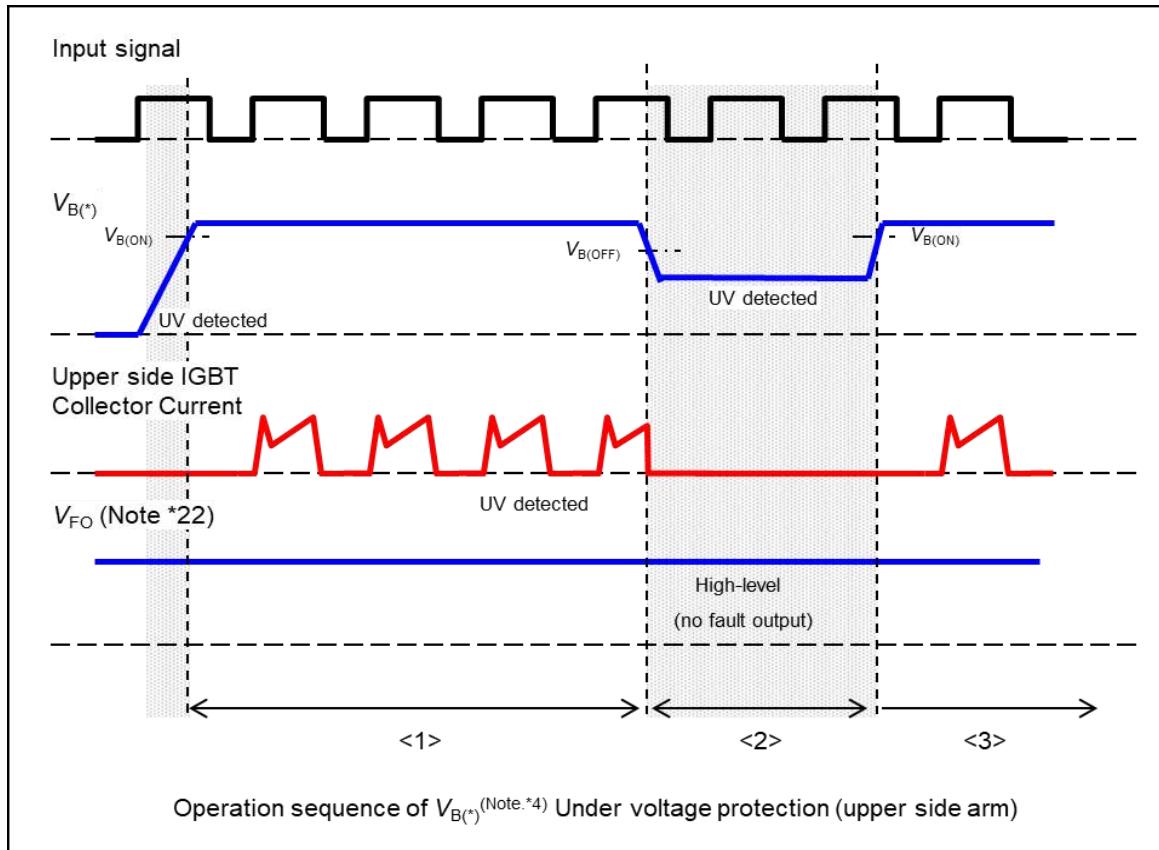 Input signal
VB(*)
VB(ON)
VB(OFF)
VB(ON)
UV detected
UV detected
Upper side IGBT
Collector Current
UV detected
VFO (Note *22)
High-level
(no fault output)
<1>
<2>
<3>
Operation sequence of VB(*)(Note.*4) Under voltage protection (upper side arm)